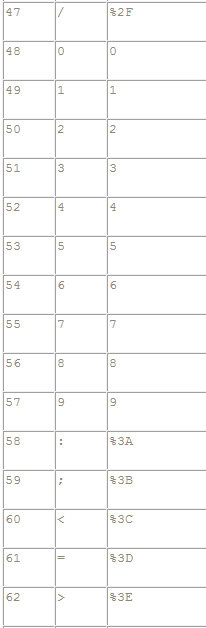 47 / %2F
48 0 0
49 1 1
50 2 2
51 3 3
52 4 4
53 5 5
54 6 6
55 7 7
56 8 8
57 9 9
58 : %3A
59 ; %3B
60 < %3C
61 = %3D
62 > %3E